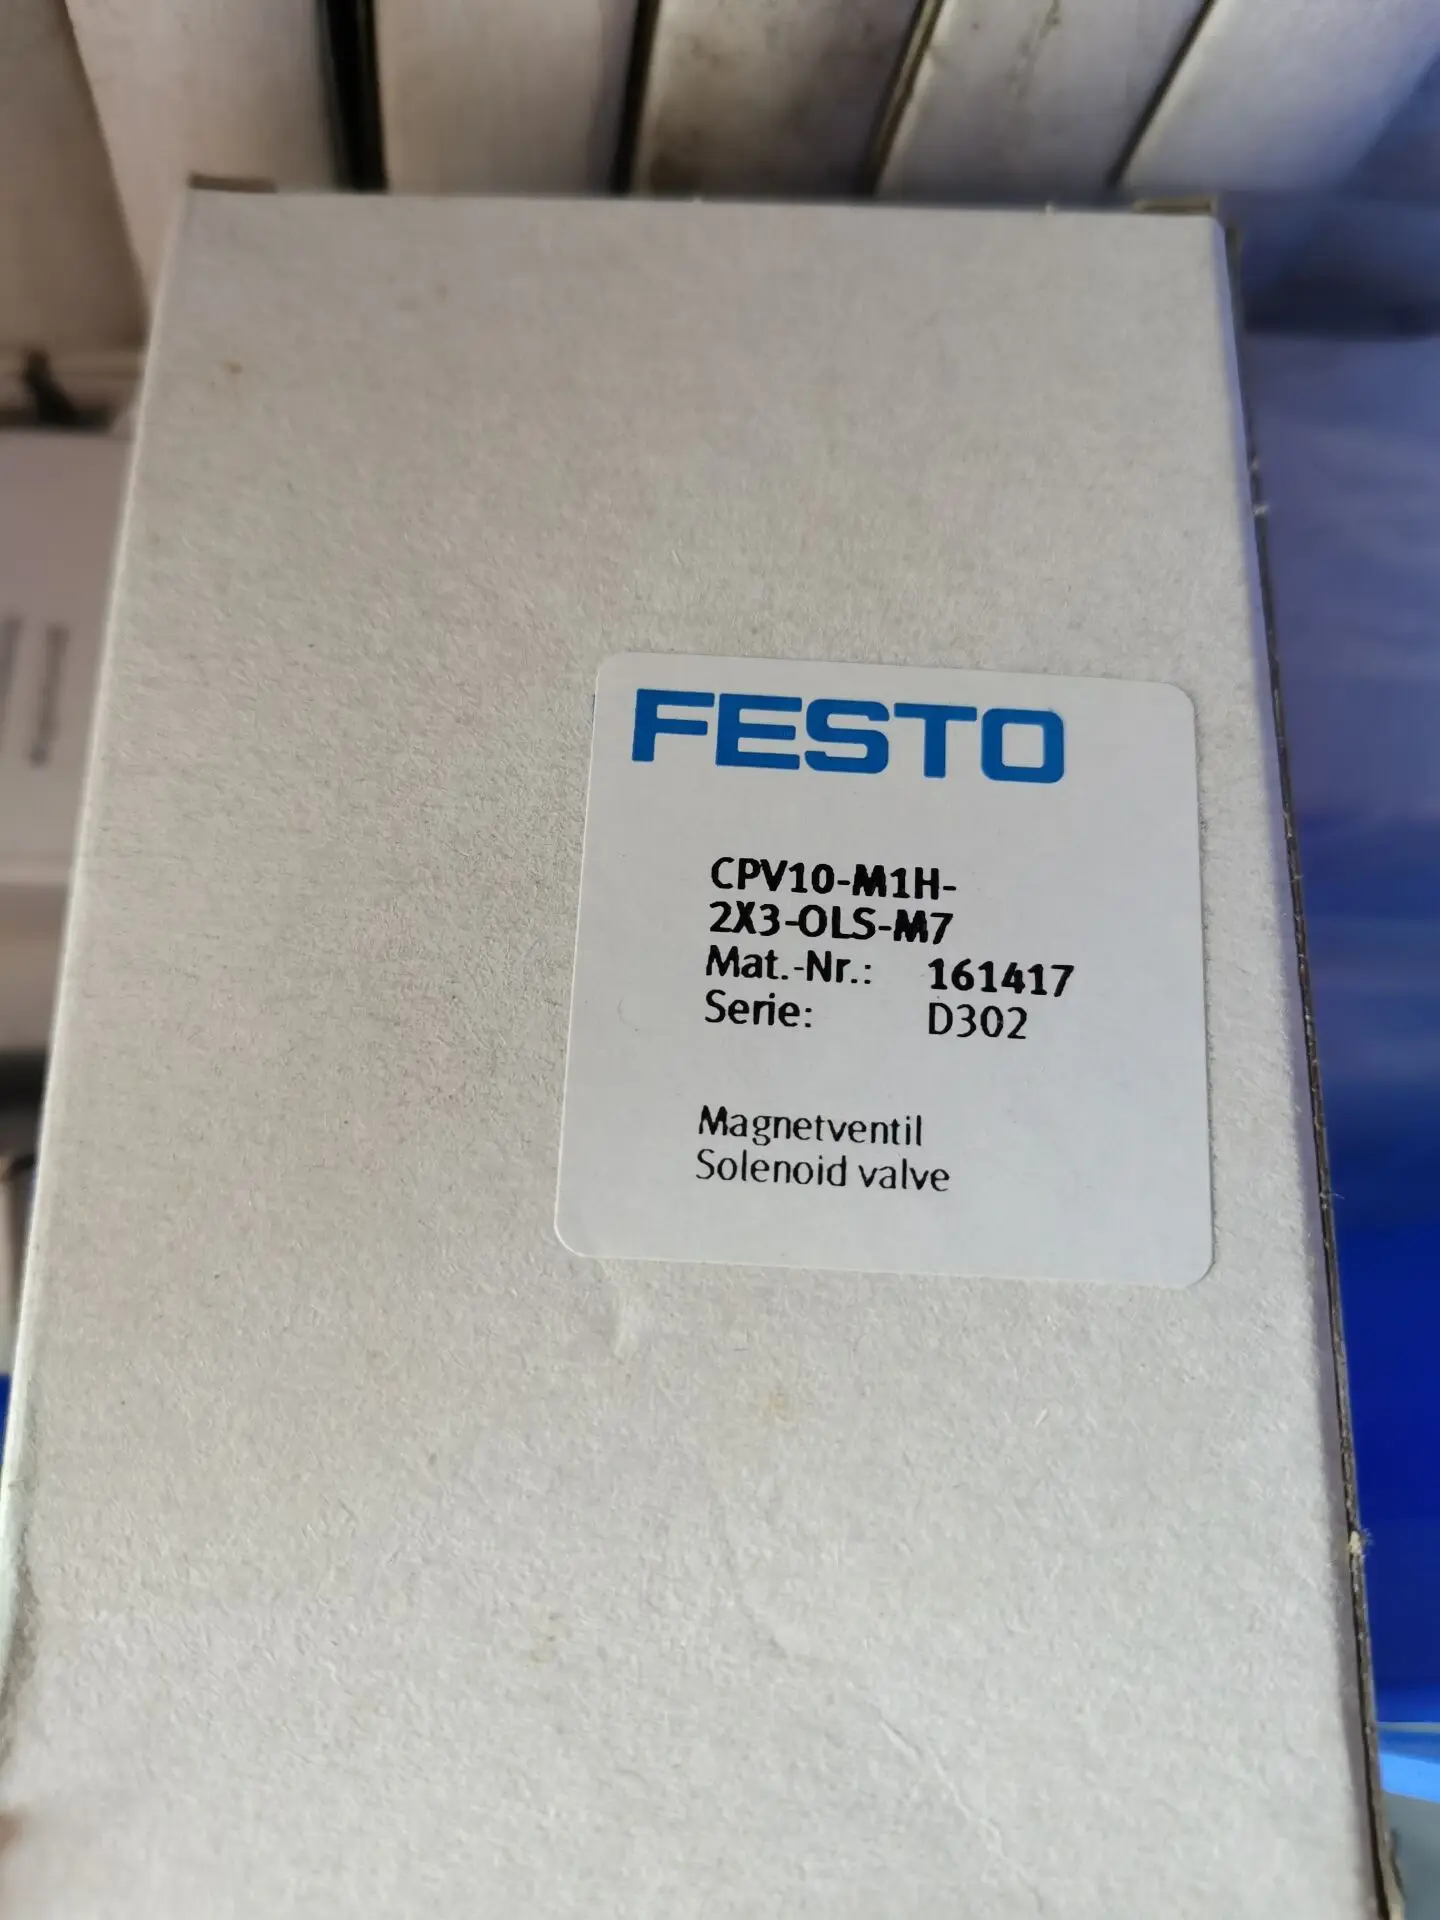 FESTO
CPV10-M1H-
2X3-OLS-M7
Mat.-Nr.: 161417
Serie: D302
Magnetventil
Solenoid valve